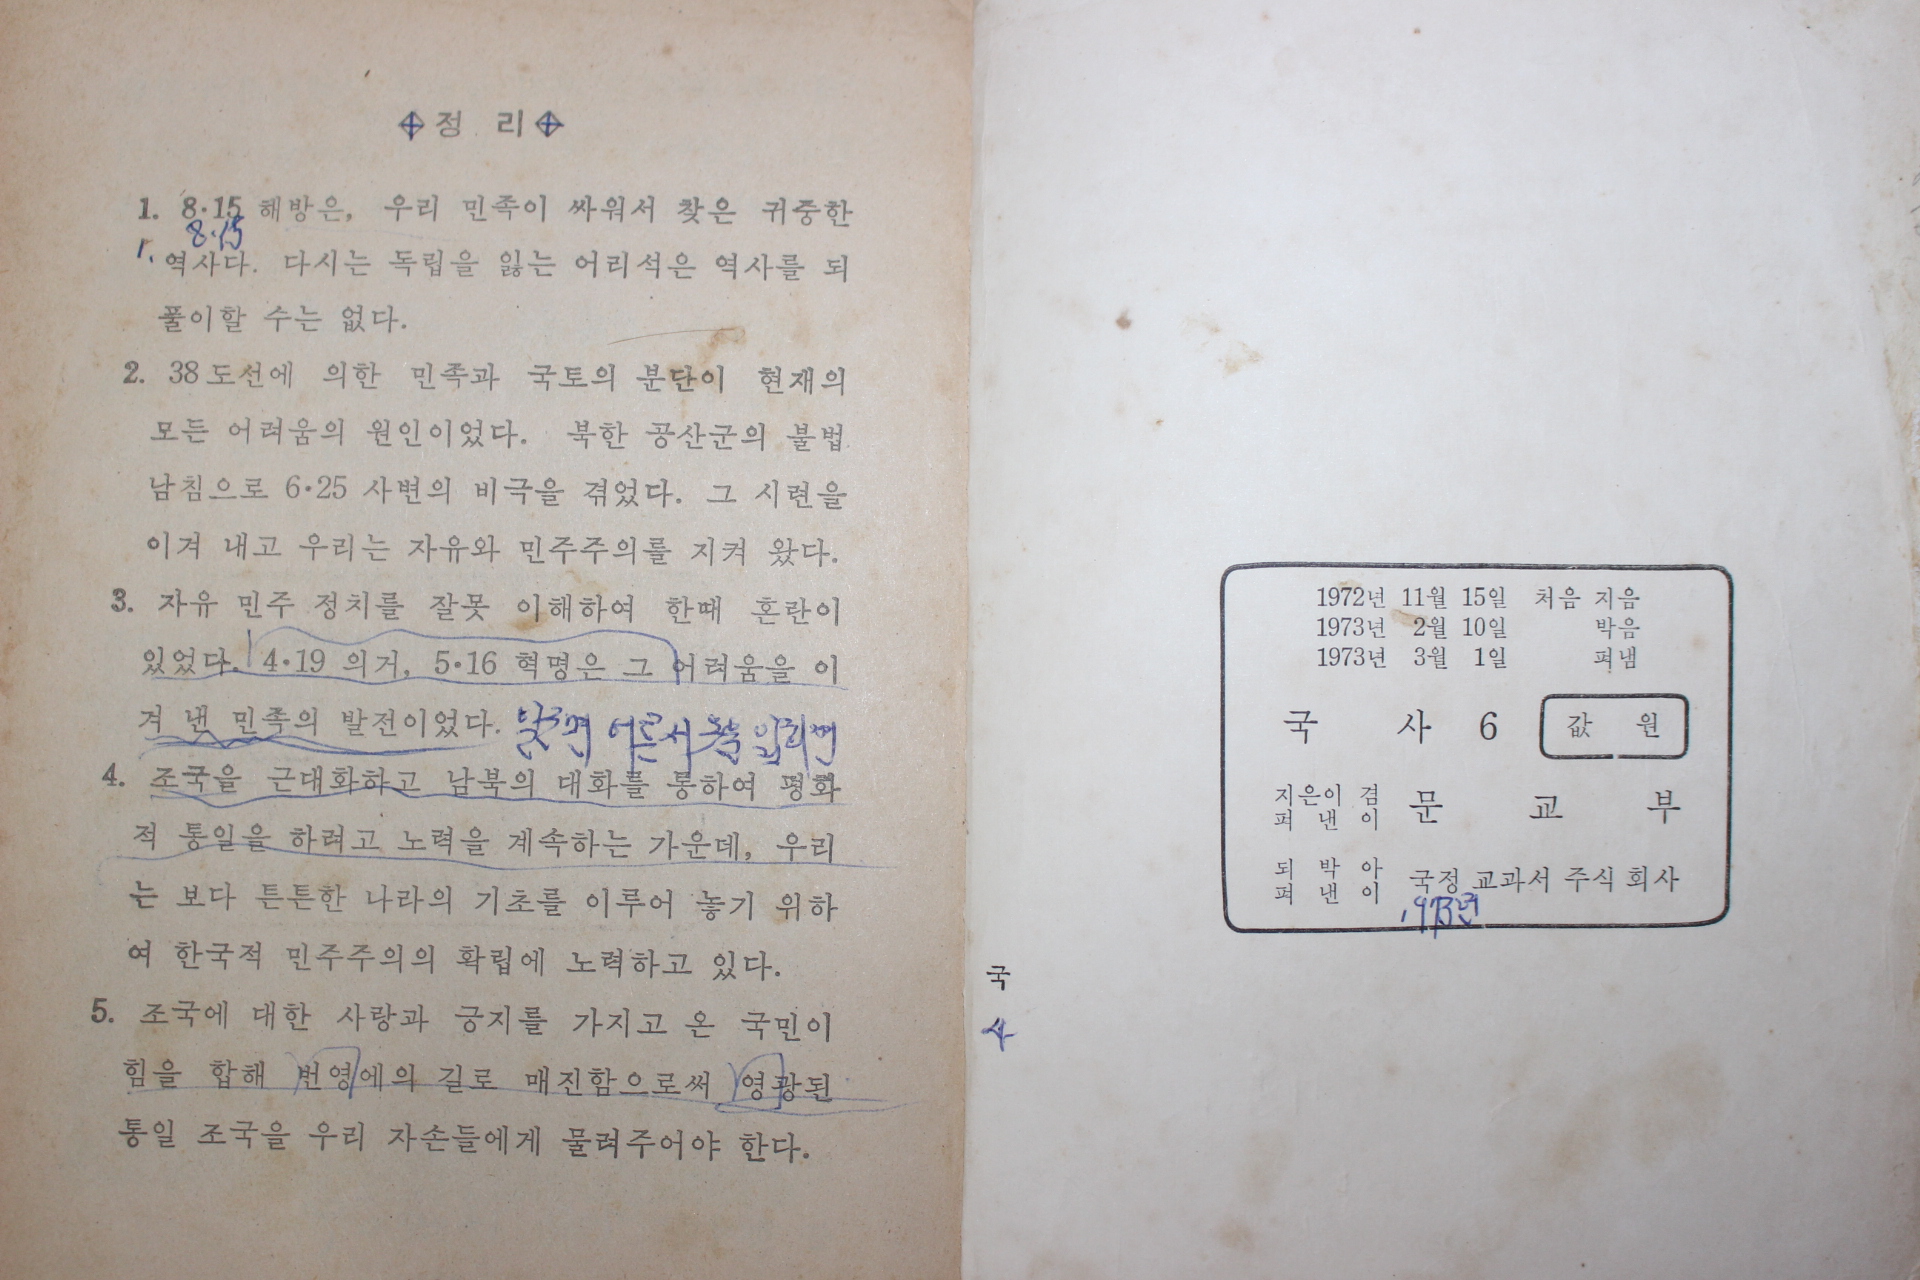 정 리
1. 8·15 해방은, 우리 민족이 싸워서 찾은 귀중한
8·15
1. 역사다. 다시는 독립을 잃는 어리석은 역사를 되
풀이할 수는 없다.
2. 38도선에 의한 민족과 국토의 분단이 현재의
모든 어려움의 원인이었다. 북한 공산군의 불법
남침으로 6·25 사변의 비극을 겪었다. 그 시련을
이겨 내고 우리는 자유와 민주주의를 지켜 왔다.
3. 자유 민주 정치를 잘못 이해하여 한때 혼란이
있었다. 4·19 의거, 5·16 혁명은 그 어려움을 이
겨 낸 민족의 발전이었다.
4. 조국을 근대화하고 남북의 대화를 통하여 평화
적 통일을 하려고 노력을 계속하는 가운데, 우리
는 보다 튼튼한 나라의 기초를 이루어 놓기 위하
여 한국적 민주주의의 확립에 노력하고 있다.
5. 조국에 대한 사랑과 긍지를 가지고 온 국민이
힘을 합해 번영에의 길로 매진함으로써 영광된
통일 조국을 우리 자손들에게 물려주어야 한다.
1972년 11월 15일 처음 지음
1973년 2월 10일 박음
1973년 3월 1일 펴냄
국 사 6 값 원
지은이 겸
펴 낸 이
문 교 부
되 박 아
펴 낸 이
국정 교과서 주식 회사
1973년
국
4